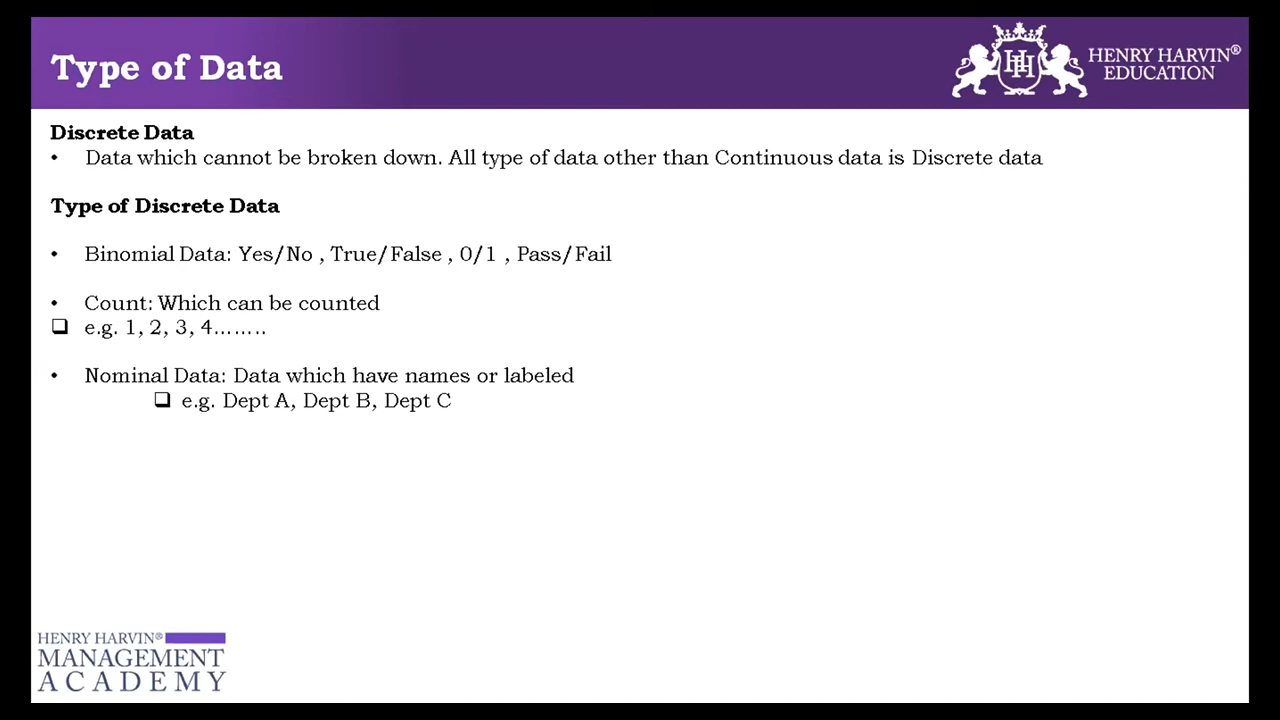 Type of Data
HENRY HARVIN®
EDUCATION
Discrete Data
• Data which cannot be broken down. All type of data other than Continuous data is Discrete data
Type of Discrete Data
• Binomial Data: Yes/No , True/False , 0/1 , Pass/Fail
• Count: Which can be counted
❑ e.g. 1, 2, 3, 4........
• Nominal Data: Data which have names or labeled
❑ e.g. Dept A, Dept B, Dept C
HENRY HARVIN®
MANAGEMENT
ACADEMY